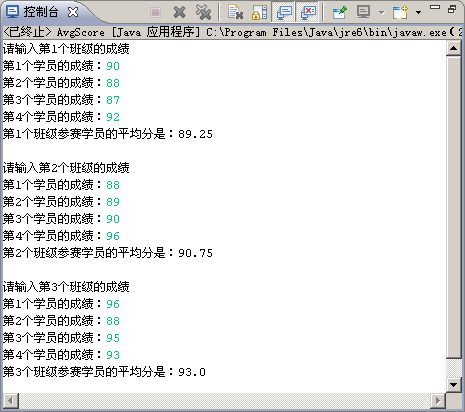 控制台
<已终止> AvgScore [Java 应用程序] C:\Program Files\Java\jre6\bin\javaw.exe( 2
请输入第1个班级的成绩
第1个学员的成绩：90
第2个学员的成绩：88
第3个学员的成绩：87
第4个学员的成绩：92
第1个班级参赛学员的平均分是：89.25
请输入第2个班级的成绩
第1个学员的成绩：88
第2个学员的成绩：89
第3个学员的成绩：90
第4个学员的成绩：96
第2个班级参赛学员的平均分是：90.75
请输入第3个班级的成绩
第1个学员的成绩：96
第2个学员的成绩：88
第3个学员的成绩：95
第4个学员的成绩：93
第3个班级参赛学员的平均分是：93.0